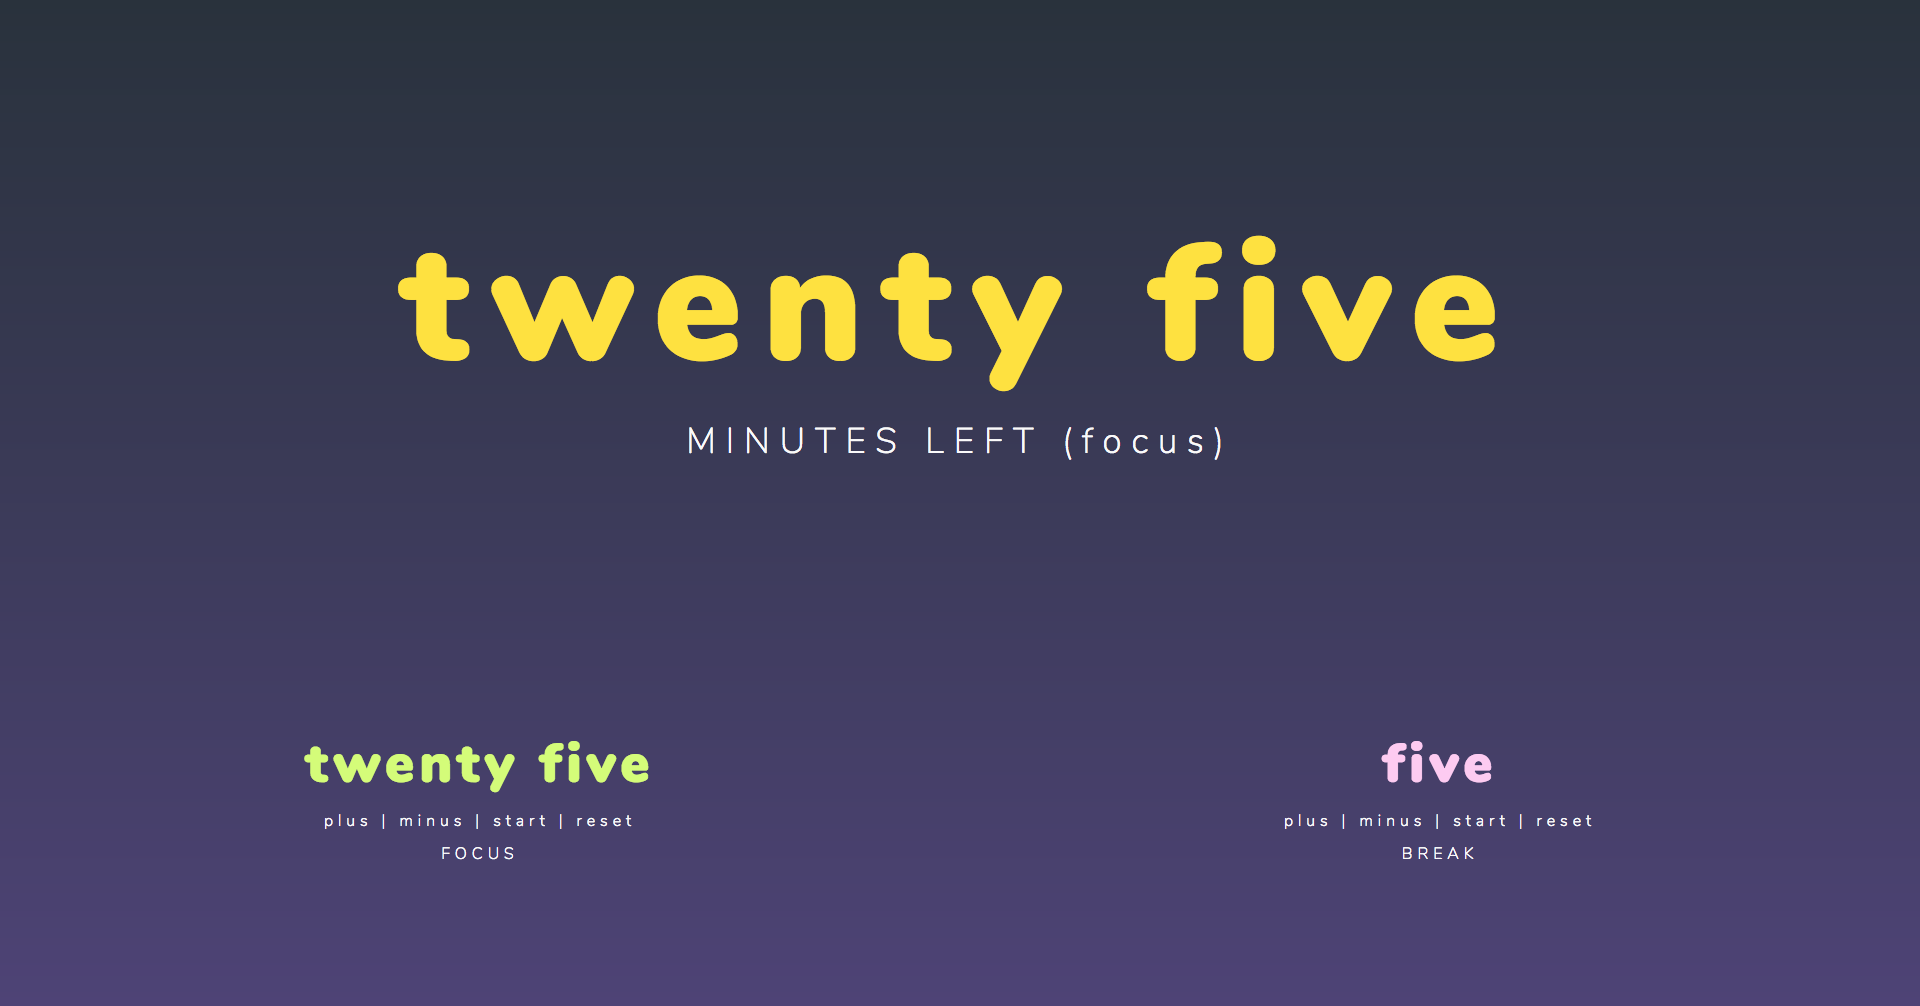 twenty five
MINUTES LEFT (focus)
twenty five
plus | minus | start | reset
FOCUS
five
plus | minus | start | reset
BREAK